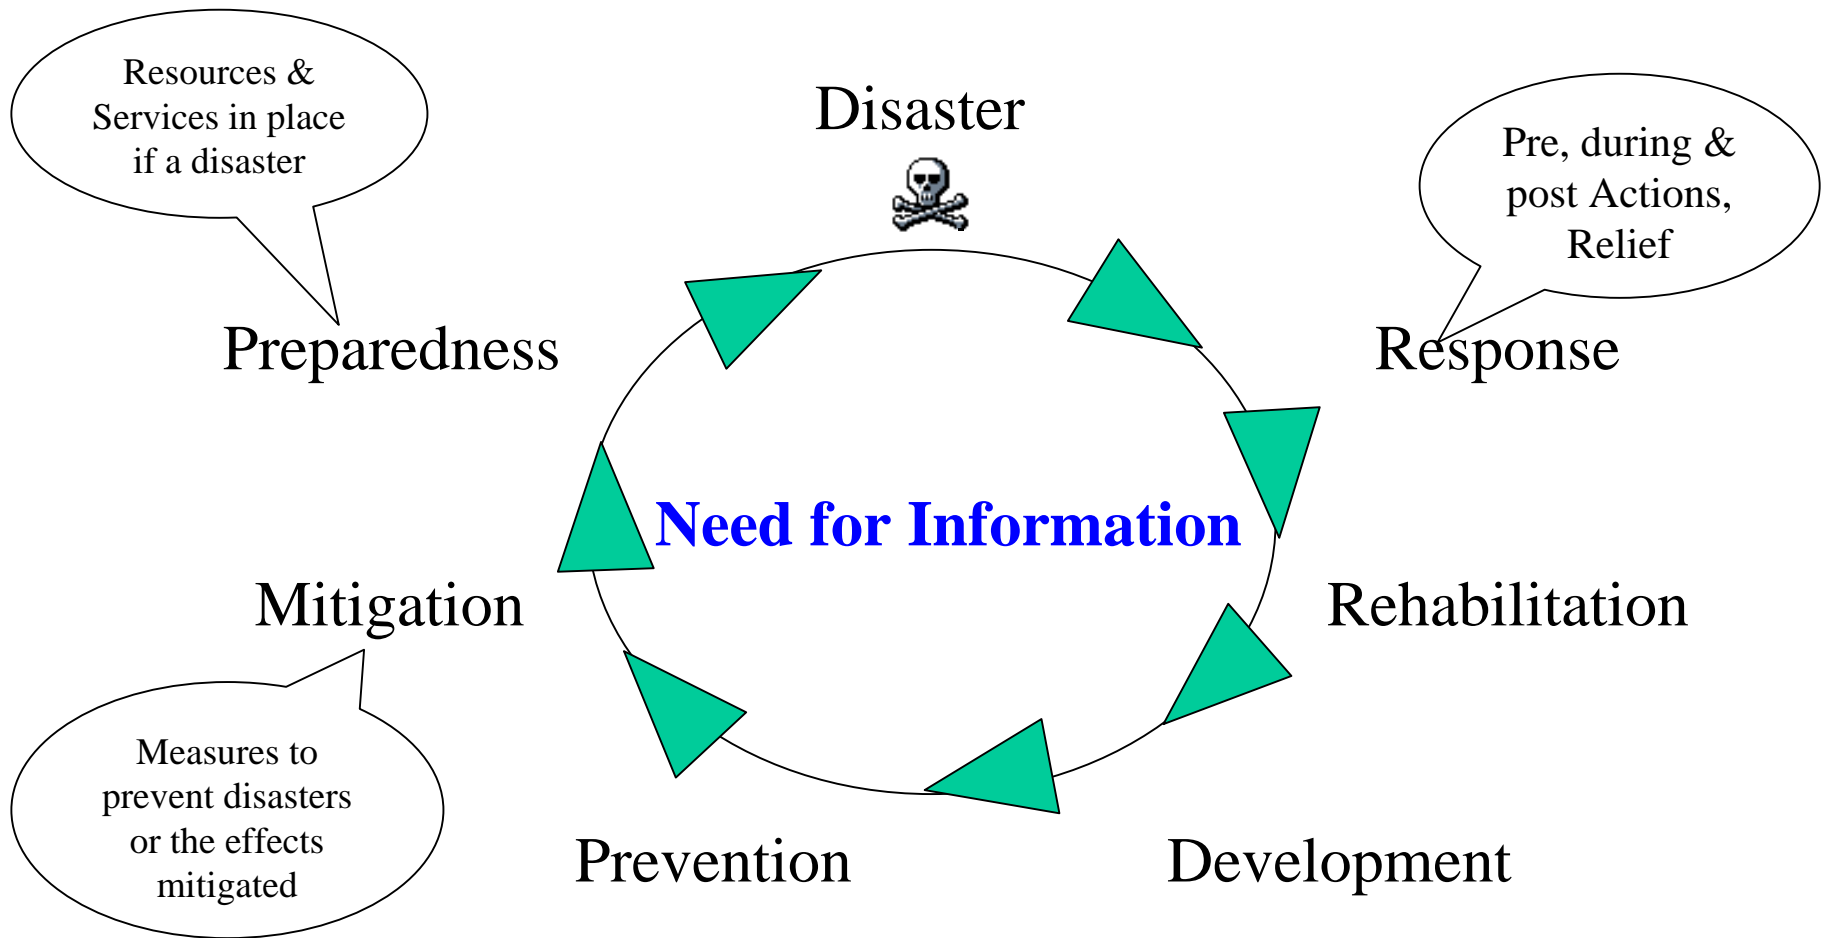 Resources &
Services in place
if a disaster
Disaster
Pre, during &
post Actions,
Relief
Preparedness
Response
Need for Information
Mitigation
Rehabilitation
Measures to
prevent disasters
or the effects
mitigated
Prevention
Development